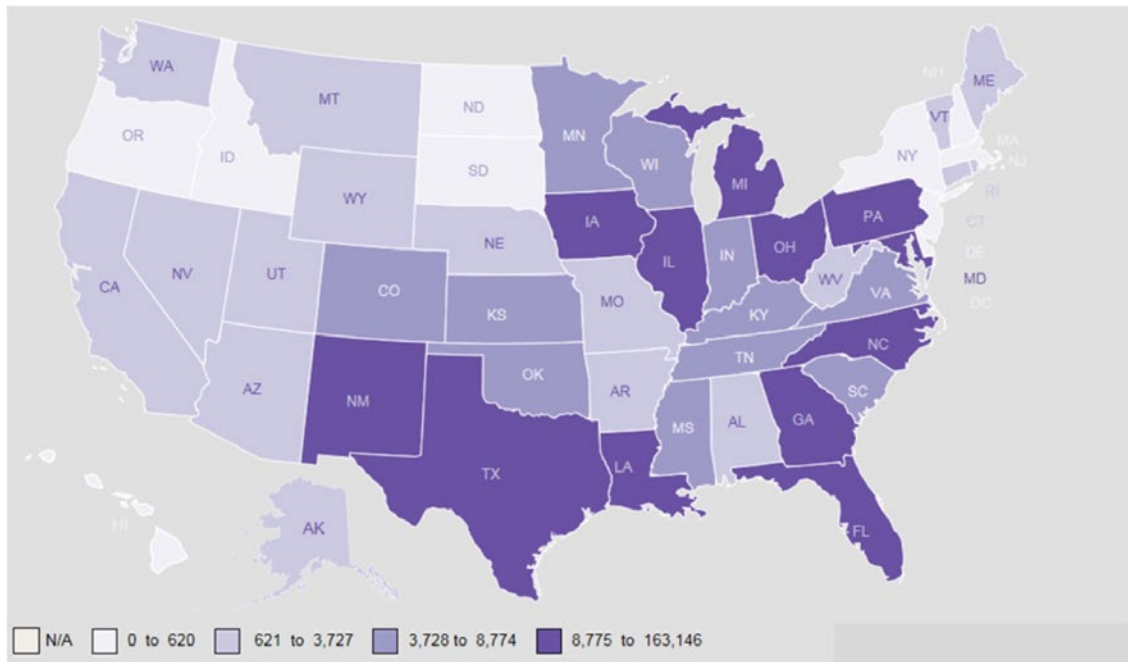 WA
MT
ND
MN
OR
ID
SD
WI
MI
WY
IA
NE
NV
UT
CO
CA
KS
MO
IL
IN
OH
PA
NY
VT
NH
ME
MA
NJ
RI
CT
DE
MD
DC
WV
VA
KY
TN
NC
SC
AZ
NM
OK
AR
TX
LA
MS
AL
GA
FL
AK
HI
N/A 0 to 620 621 to 3,727 3,728 to 8,774 8,775 to 163,146